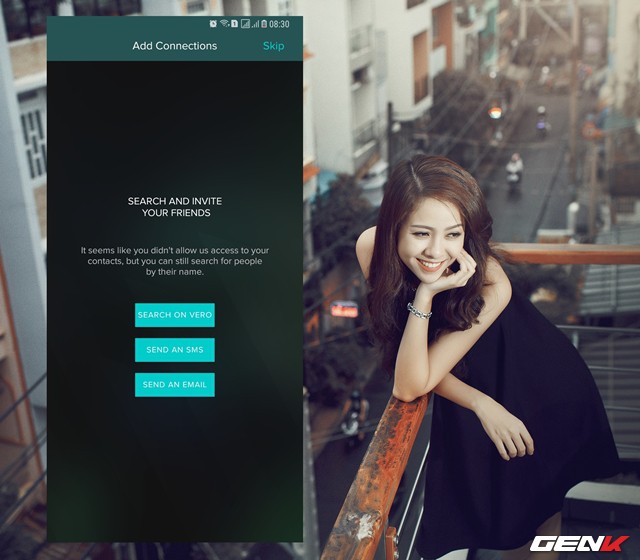 08:30
Add Connections
Skip
SEARCH AND INVITE
YOUR FRIENDS
It seems like you didn't allow us access to your
contacts, but you can still search for people
by their name.
SEARCH ON VERO
SEND AN SMS
SEND AN EMAIL
GENK